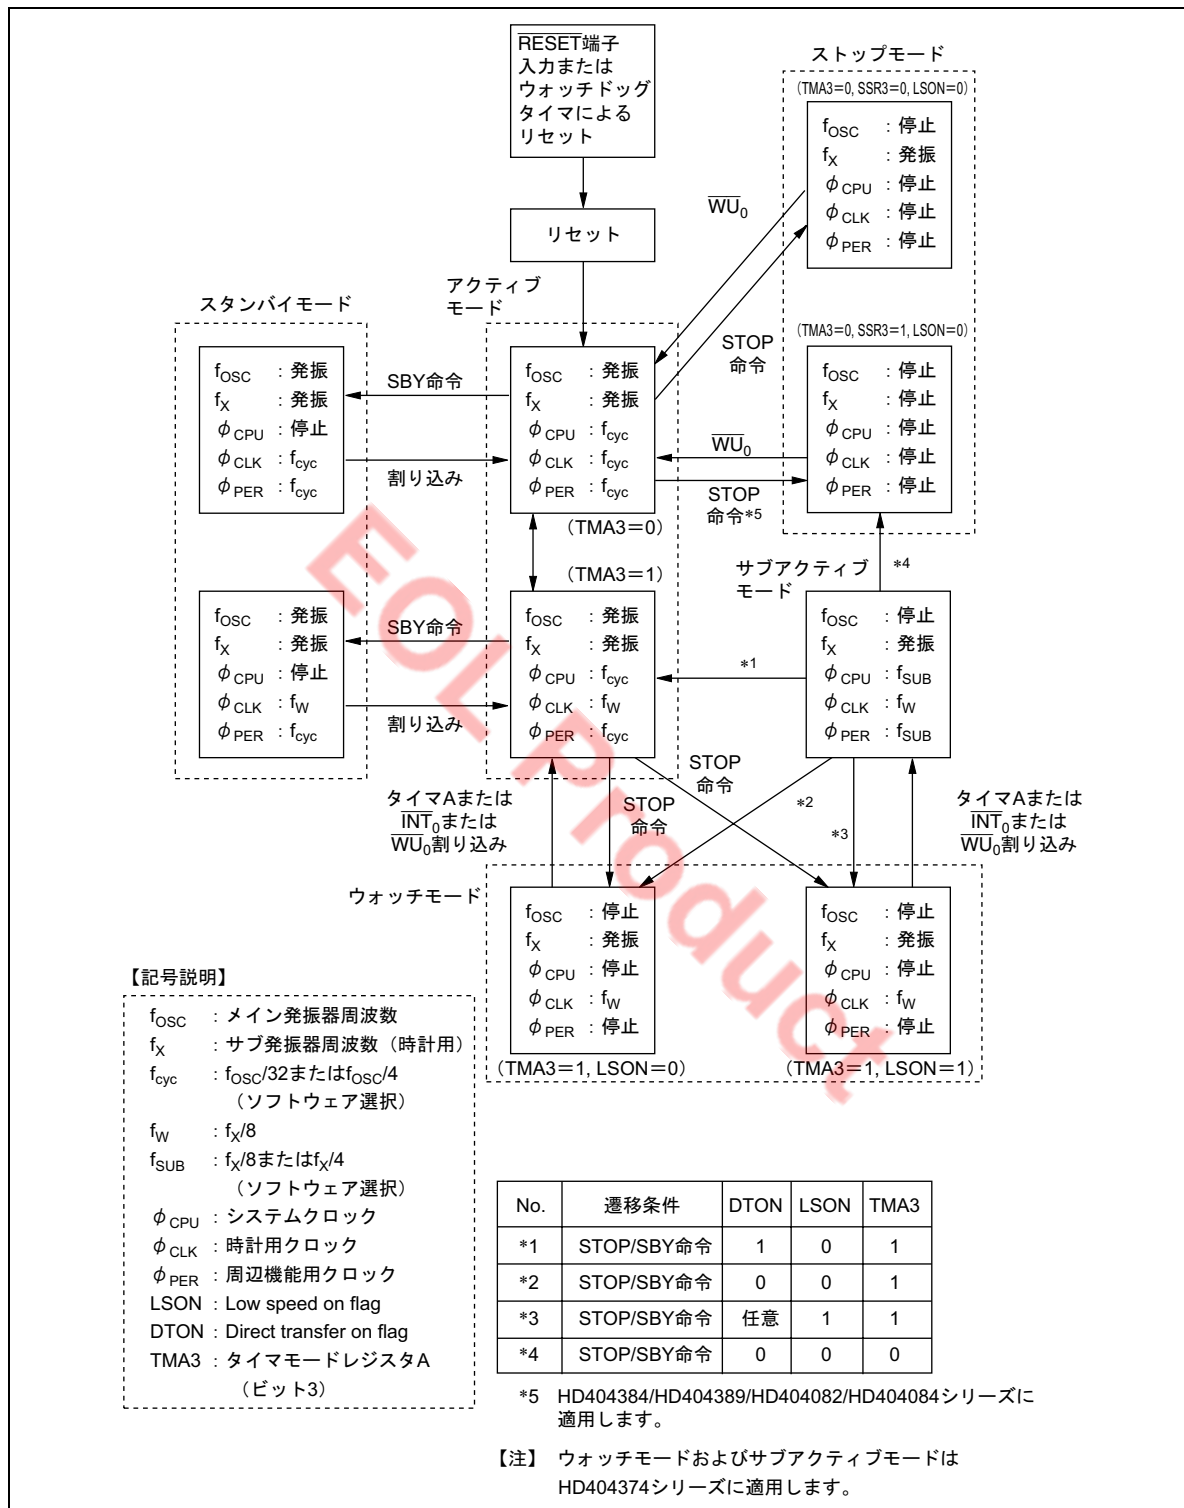 RESET端子
入力または
ウォッチドッグ
タイマによる
リセット
リセット
ストップモード
(TMA3=0, SSR3=0, LSON=0)
fOSC : 停止
fX : 発振
φCPU : 停止
φCLK : 停止
φPER : 停止
WU0
STOP
命令
(TMA3=0, SSR3=1, LSON=0)
fOSC : 停止
fX : 停止
φCPU : 停止
φCLK : 停止
φPER : 停止
WU0
STOP
命令*5
スタンバイモード
fOSC : 発振
fX : 発振
φCPU : 停止
φCLK : fcyc
φPER : fcyc
SBY命令
割り込み
アクティブ
モード
fOSC : 発振
fX : 発振
φCPU : fcyc
φCLK : fcyc
φPER : fcyc
(TMA3=0)
(TMA3=1)
fOSC : 発振
fX : 発振
φCPU : 停止
φCLK : fW
φPER : fcyc
SBY命令
割り込み
fOSC : 発振
fX : 発振
φCPU : fcyc
φCLK : fW
φPER : fcyc
サブアクティブ
モード
*4
*1
fOSC : 停止
fX : 発振
φCPU : fSUB
φCLK : fW
φPER : fSUB
タイマAまたは
INT0または
WU0割り込み
STOP
命令
STOP
命令
*2
*3
タイマAまたは
INT0または
WU0割り込み
ウォッチモード
fOSC : 停止
fX : 発振
φCPU : 停止
φCLK : fW
φPER : 停止
(TMA3=1, LSON=0)
fOSC : 停止
fX : 発振
φCPU : 停止
φCLK : fW
φPER : 停止
(TMA3=1, LSON=1)
EOL Product
【記号説明】
fOSC : メイン発振器周波数
fX : サブ発振器周波数（時計用）
fcyc : fOSC/32またはfOSC/4
（ソフトウェア選択）
fW : fX/8
fSUB : fX/8またはfX/4
（ソフトウェア選択）
φCPU : システムクロック
φCLK : 時計用クロック
φPER : 周辺機能用クロック
LSON : Low speed on flag
DTON : Direct transfer on flag
TMA3 : タイマモードレジスタA
（ビット3）
No. 遷移条件 DTON LSON TMA3
*1 STOP/SBY命令 1 0 1
*2 STOP/SBY命令 0 0 1
*3 STOP/SBY命令 任意 1 1
*4 STOP/SBY命令 0 0 0
*5 HD404384/HD404389/HD404082/HD404084シリーズに
適用します。
【注】 ウォッチモードおよびサブアクティブモードは
HD404374シリーズに適用します。